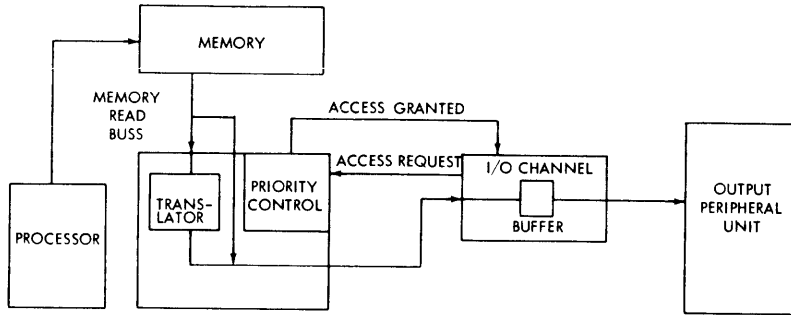 MEMORY
MEMORY
READ
BUSS
ACCESS GRANTED
ACCESS REQUEST
I/O CHANNEL
TRANS-
LATOR
PRIORITY
CONTROL
BUFFER
PROCESSOR
OUTPUT
PERIPHERAL
UNIT